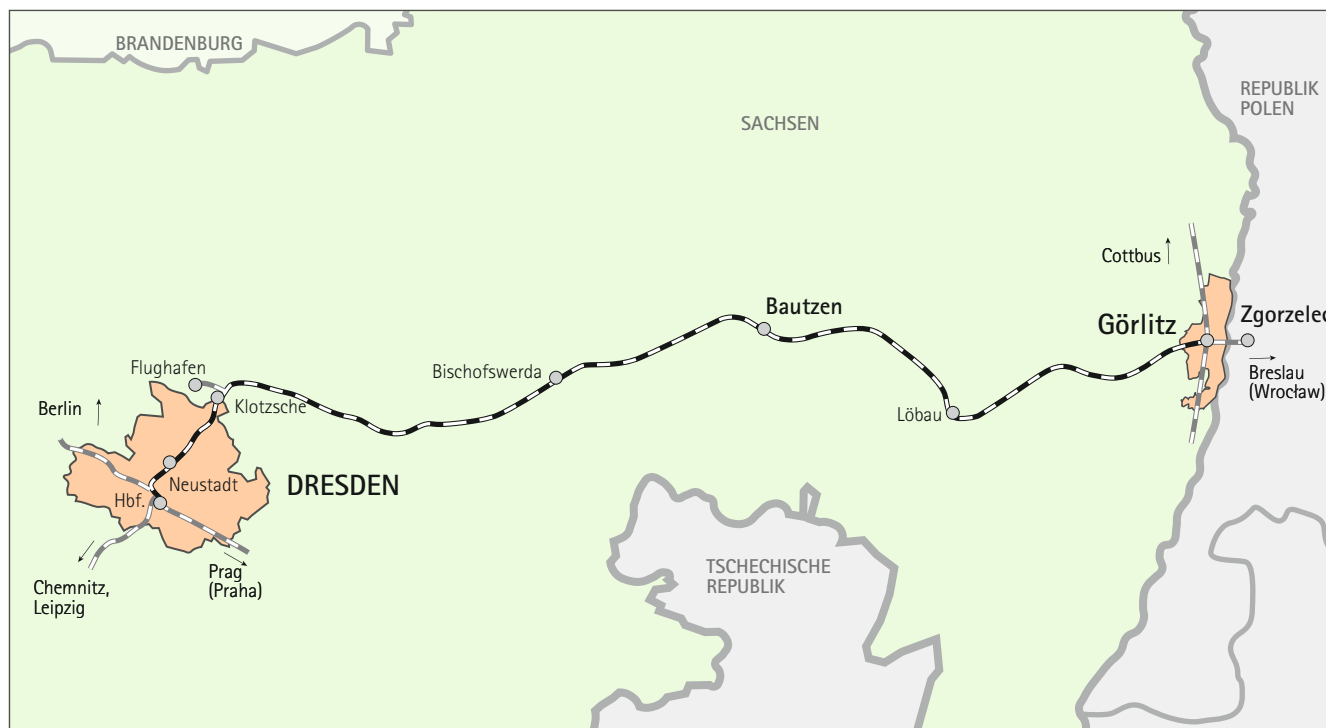 BRANDENBURG
SACHSEN
REPUBLIK
POLEN
Cottbus
Bautzen
Görlitz
Zgorzelec
Breslau
(Wrocław)
Flughafen
Bischofswerda
Klotzsche
Löbau
Berlin
Neustadt
DRESDEN
Hbf.
Prag
(Praha)
Chemnitz,
Leipzig
TSCHECHISCHE
REPUBLIK